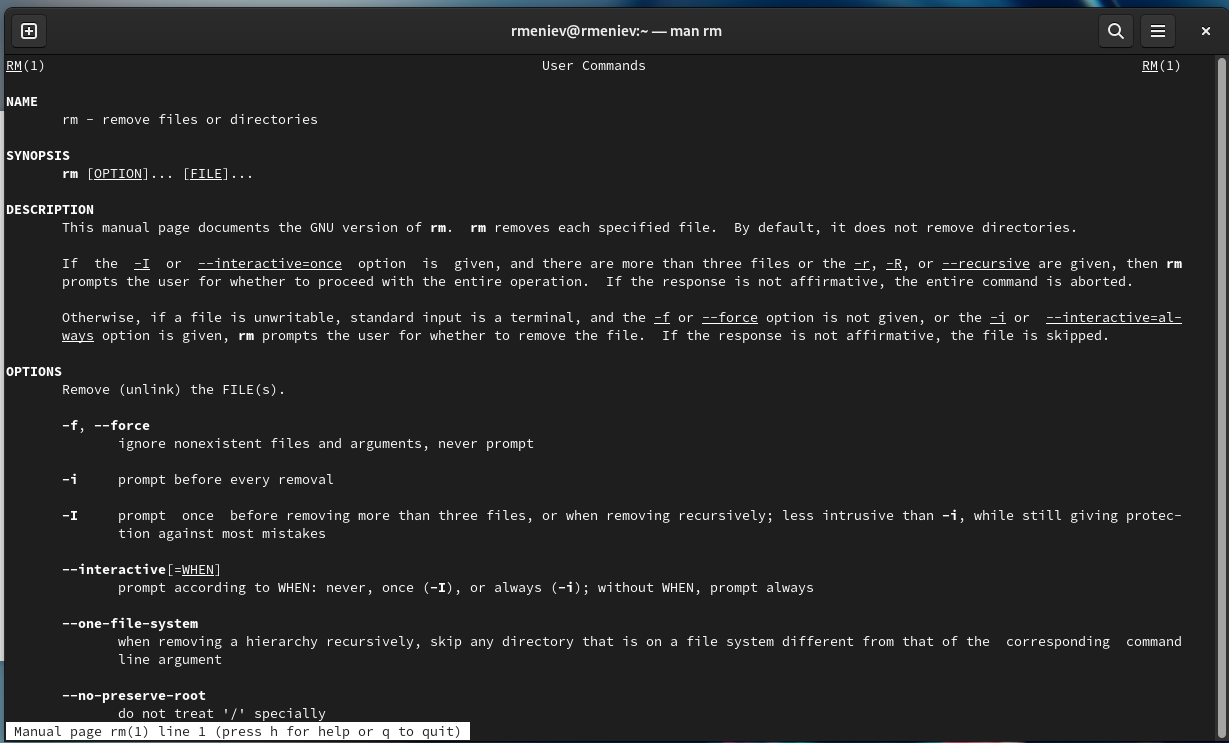 rmeniev@rmeniev:~ — man rm
RM(1) User Commands RM(1)
NAME
rm - remove files or directories
SYNOPSIS
rm [OPTION]... [FILE]...
DESCRIPTION
This manual page documents the GNU version of rm.  rm removes each specified file.  By default, it does not remove directories.
If  the  -I  or  --interactive=once  option  is  given, and there are more than three files or the -r, -R, or --recursive are given, then rm
prompts the user for whether to proceed with the entire operation.  If the response is not affirmative, the entire command is aborted.
Otherwise, if a file is unwritable, standard input is a terminal, and the -f or --force option is not given, or the -i or  --interactive=al-
ways option is given, rm prompts the user for whether to remove the file.  If the response is not affirmative, the file is skipped.
OPTIONS
Remove (unlink) the FILE(s).
-f, --force
ignore nonexistent files and arguments, never prompt
-i     prompt before every removal
-I     prompt  once  before removing more than three files, or when removing recursively; less intrusive than -i, while still giving protec-
tion against most mistakes
--interactive[=WHEN]
prompt according to WHEN: never, once (-I), or always (-i); without WHEN, prompt always
--one-file-system
when removing a hierarchy recursively, skip any directory that is on a file system different from that of the  corresponding  command
line argument
--no-preserve-root
do not treat '/' specially
Manual page rm(1) line 1 (press h for help or q to quit)